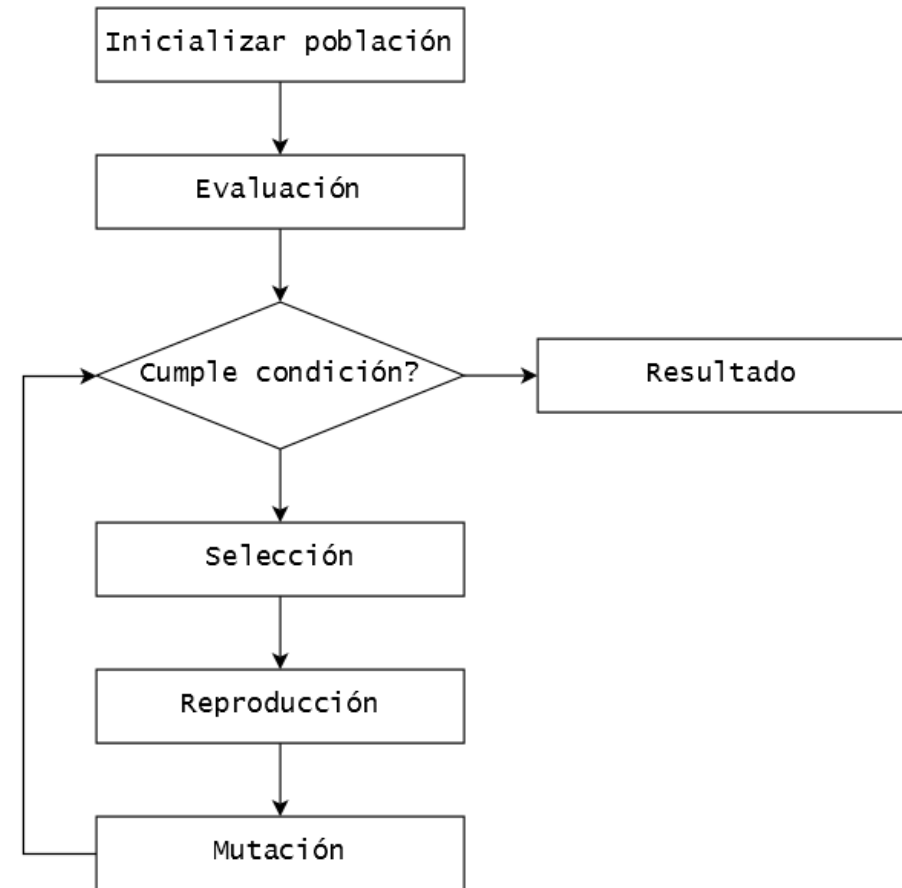 Inicializar población
Evaluación
Cumple condición?
Resultado
Selección
Reproducción
Mutación